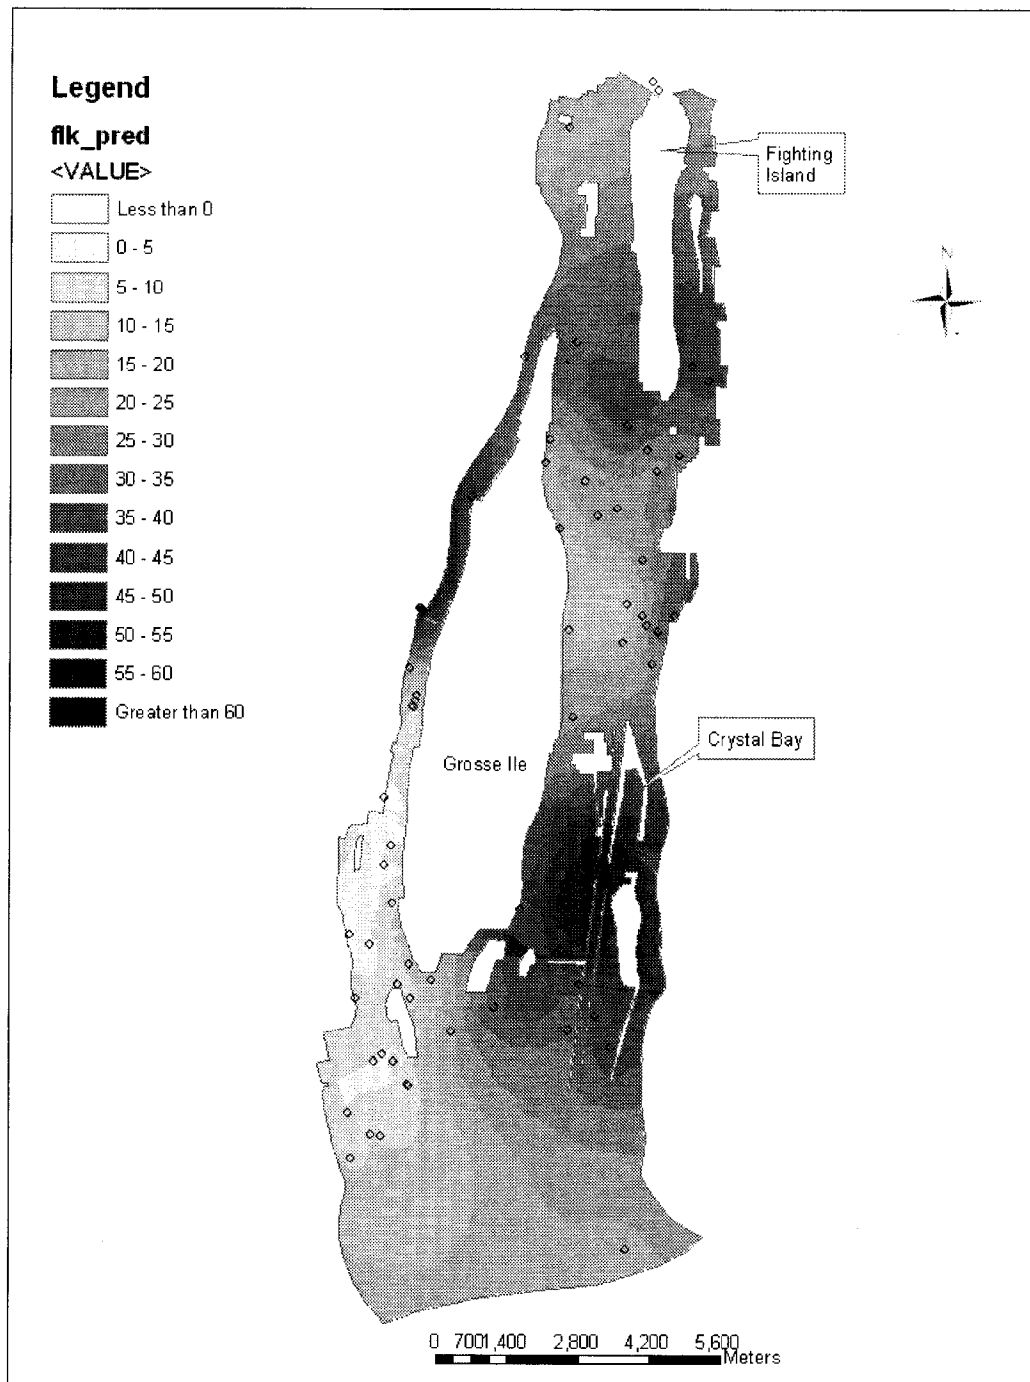 Legend
flk_pred
<VALUE>
Less than 0
0 - 5
5 - 10
10 - 15
15 - 20
20 - 25
25 - 30
30 - 35
35 - 40
40 - 45
45 - 50
50 - 55
55 - 60
Greater than 60
Fighting
Island
N
Crystal Bay
Grosse Ile
0 7001,400 2,800 4,200 5,600
Meters